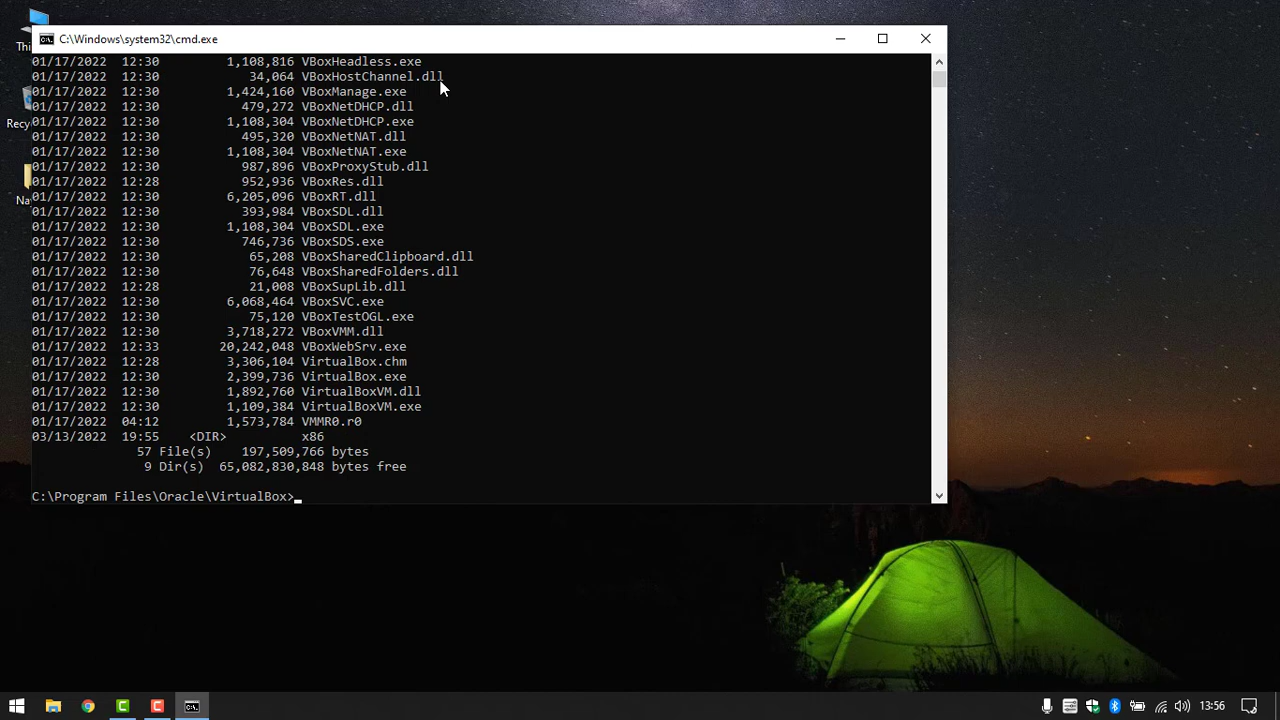 C:\Windows\system32\cmd.exe
01/17/2022  12:30         1,108,816 VBoxHeadless.exe
01/17/2022  12:30            34,064 VBoxHostChannel.dll
01/17/2022  12:30         1,424,160 VBoxManage.exe
01/17/2022  12:30           479,272 VBoxNetDHCP.dll
01/17/2022  12:30         1,108,304 VBoxNetDHCP.exe
01/17/2022  12:30           495,320 VBoxNetNAT.dll
01/17/2022  12:30         1,108,304 VBoxNetNAT.exe
01/17/2022  12:30           987,896 VBoxProxyStub.dll
01/17/2022  12:28           952,936 VBoxRes.dll
01/17/2022  12:30         6,205,096 VBoxRT.dll
01/17/2022  12:30           393,984 VBoxSDL.dll
01/17/2022  12:30         1,108,304 VBoxSDL.exe
01/17/2022  12:30           746,736 VBoxSDS.exe
01/17/2022  12:30            65,208 VBoxSharedClipboard.dll
01/17/2022  12:30            76,648 VBoxSharedFolders.dll
01/17/2022  12:28            21,008 VBoxSupLib.dll
01/17/2022  12:30         6,068,464 VBoxSVC.exe
01/17/2022  12:30            75,120 VBoxTestOGL.exe
01/17/2022  12:30         3,718,272 VBoxVMM.dll
01/17/2022  12:33        20,242,048 VBoxWebSrv.exe
01/17/2022  12:28         3,306,104 VirtualBox.chm
01/17/2022  12:30         2,399,736 VirtualBox.exe
01/17/2022  12:30         1,892,760 VirtualBoxVM.dll
01/17/2022  12:30         1,109,384 VirtualBoxVM.exe
01/17/2022  04:12         1,573,784 VMMR0.r0
03/13/2022  19:55    <DIR>          x86
57 File(s)    197,509,766 bytes
9 Dir(s)  65,082,830,848 bytes free
C:\Program Files\Oracle\VirtualBox>
Thi
Recy
Na
13:56